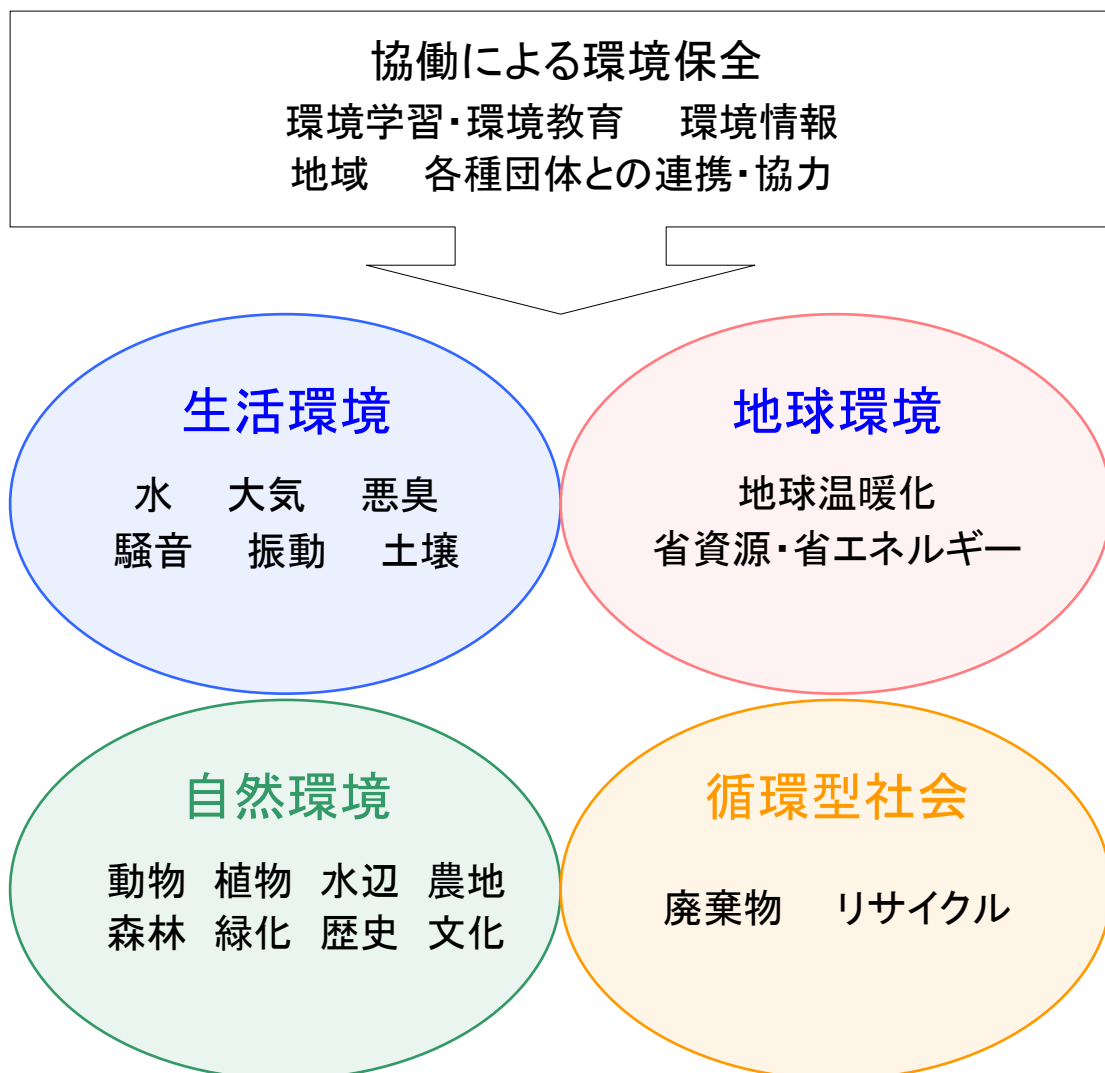 協働による環境保全
環境学習・環境教育　環境情報
地域　各種団体との連携・協力
生活環境
水　大気　悪臭
騒音　振動　土壌
地球環境
地球温暖化
省資源・省エネルギー
自然環境
動物　植物　水辺　農地
森林　緑化　歴史　文化
循環型社会
廃棄物　リサイクル